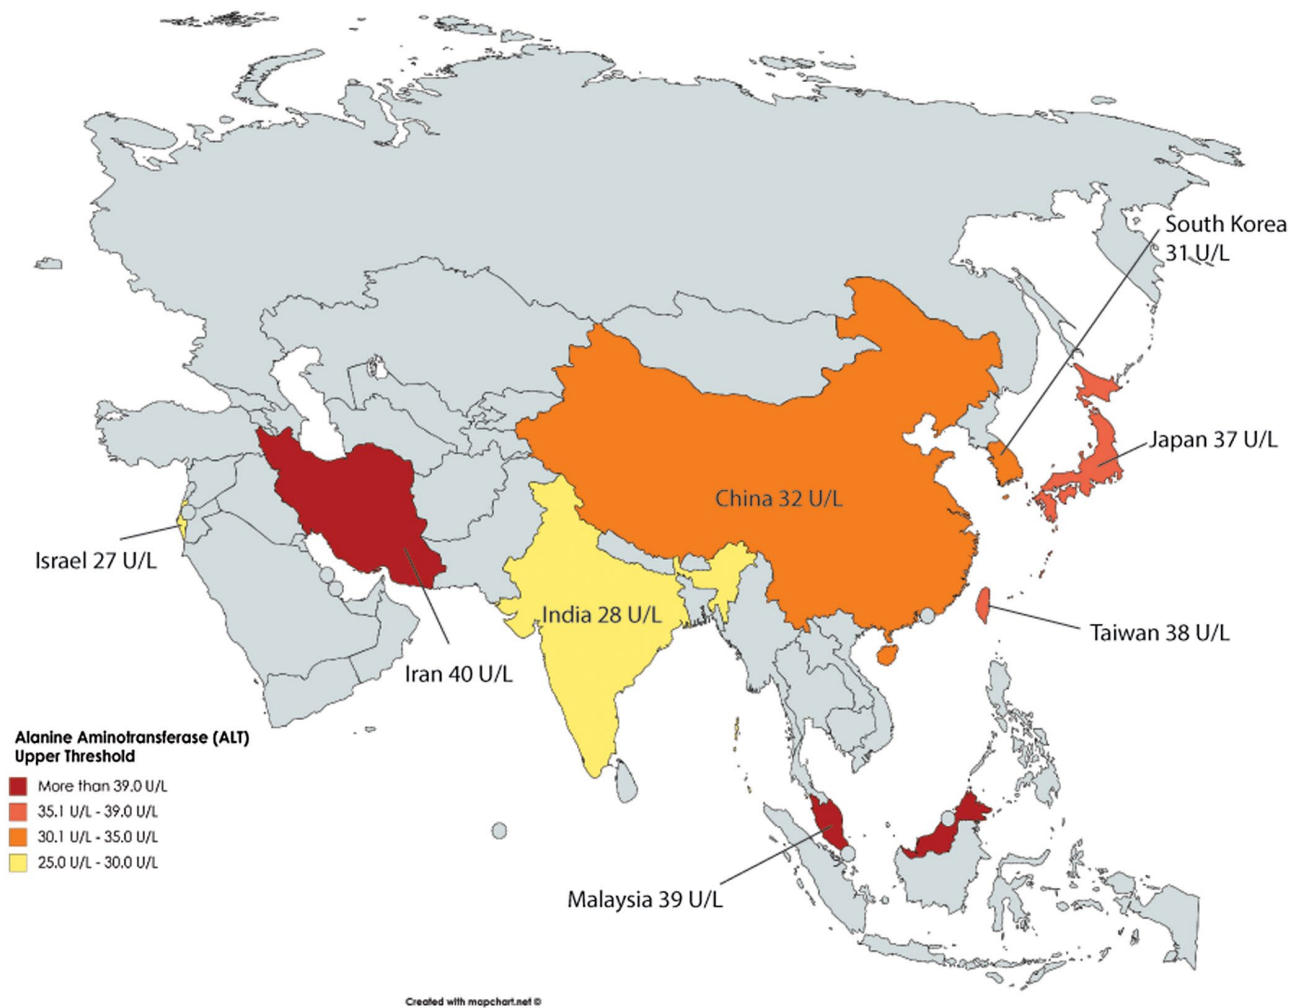 South Korea
31 U/L
Japan 37 U/L
China 32 U/L
Israel 27 U/L
India 28 U/L
Taiwan 38 U/L
Iran 40 U/L
Alanine Aminotransferase (ALT)
Upper Threshold
More than 39.0 U/L
35.1 U/L - 39.0 U/L
30.1 U/L - 35.0 U/L
25.0 U/L - 30.0 U/L
Malaysia 39 U/L
Created with mapchart.net ©